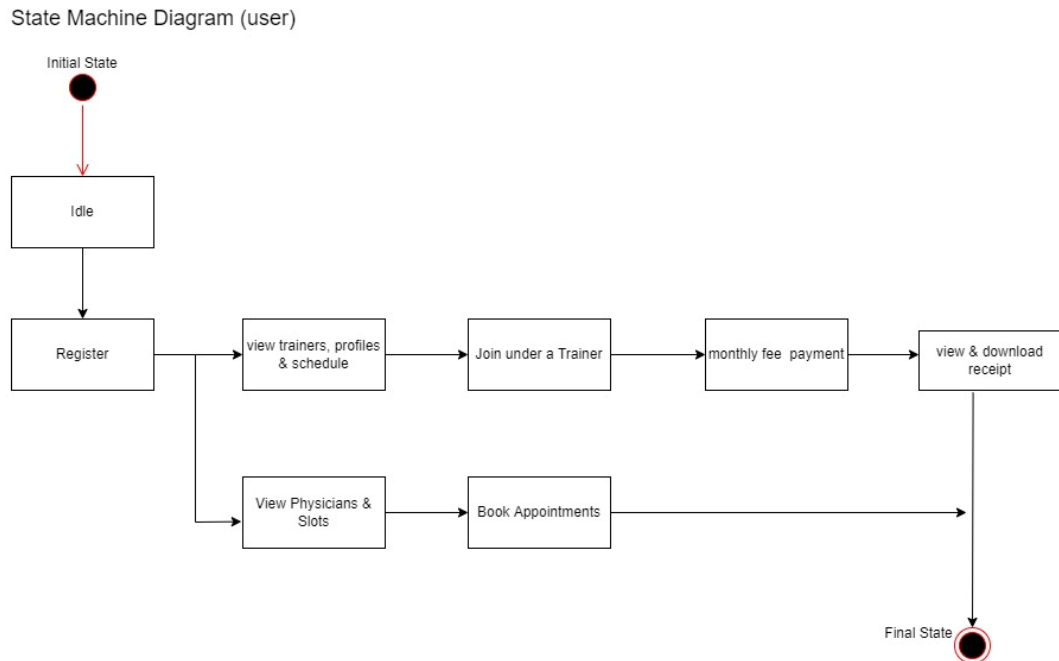 State Machine Diagram (user)
Initial State
Idle
Register
view trainers, profiles
& schedule
Join under a Trainer
monthly fee  payment
view & download
receipt
View Physicians &
Slots
Book Appointments
Final State